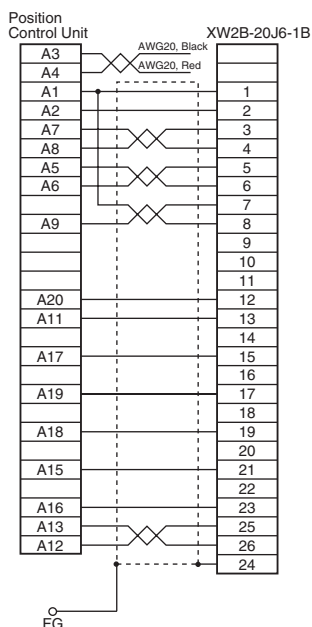 Position
Control Unit
XW2B-20J6-1B
A3 AWG20, Black
A4 AWG20, Red
A1 1
A2 2
A7 3
A8 4
A5 5
A6 6
7
A9 8
9
10
11
A20 12
A11 13
14
A17 15
16
A19 17
18
A18 19
20
A15 21
22
A16 23
A13 25
A12 26
24
FG